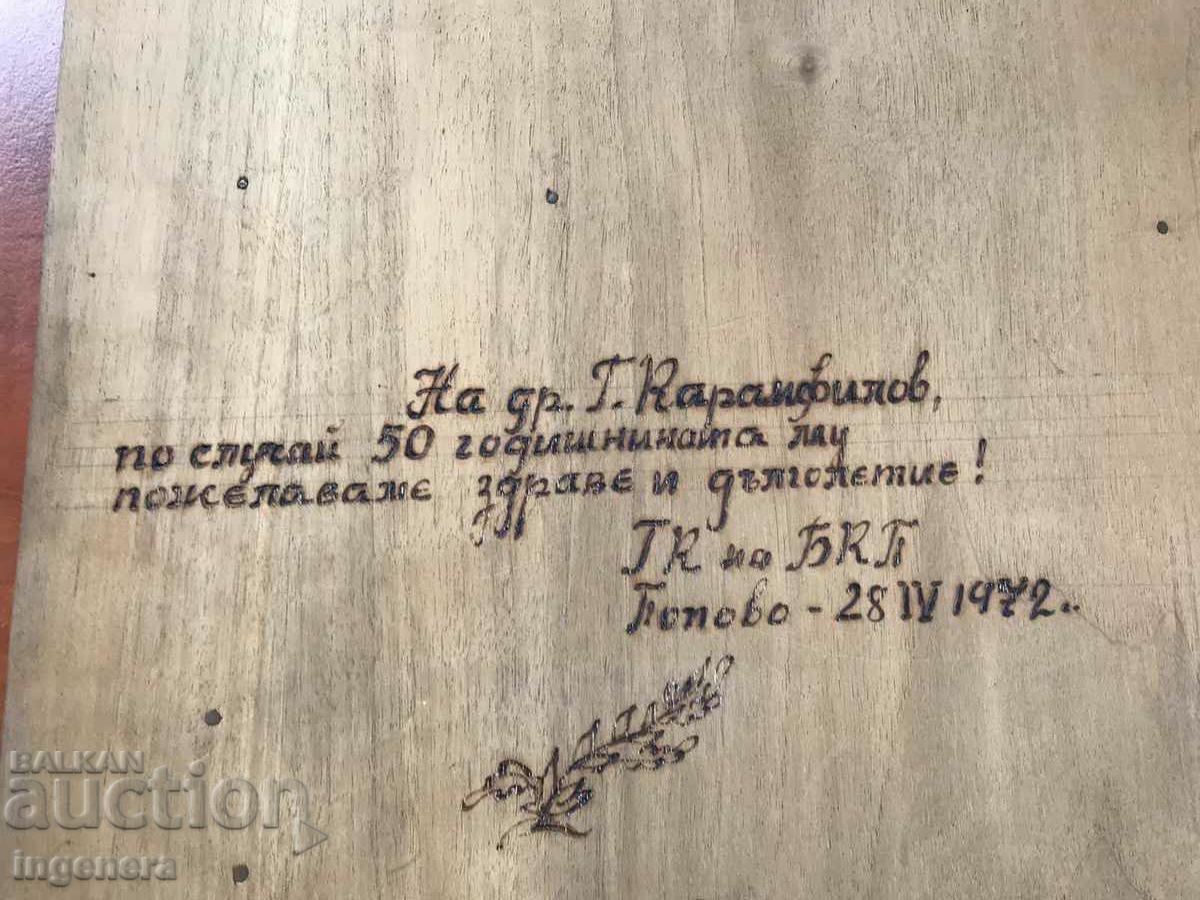 На др. Г. Карамфилов,
по случай 50 годишнината му
пожелаваме здраве и дълголетие!
ГК на БКП
Попово - 28 IV 1972..
BALKAN
auction
ingenera